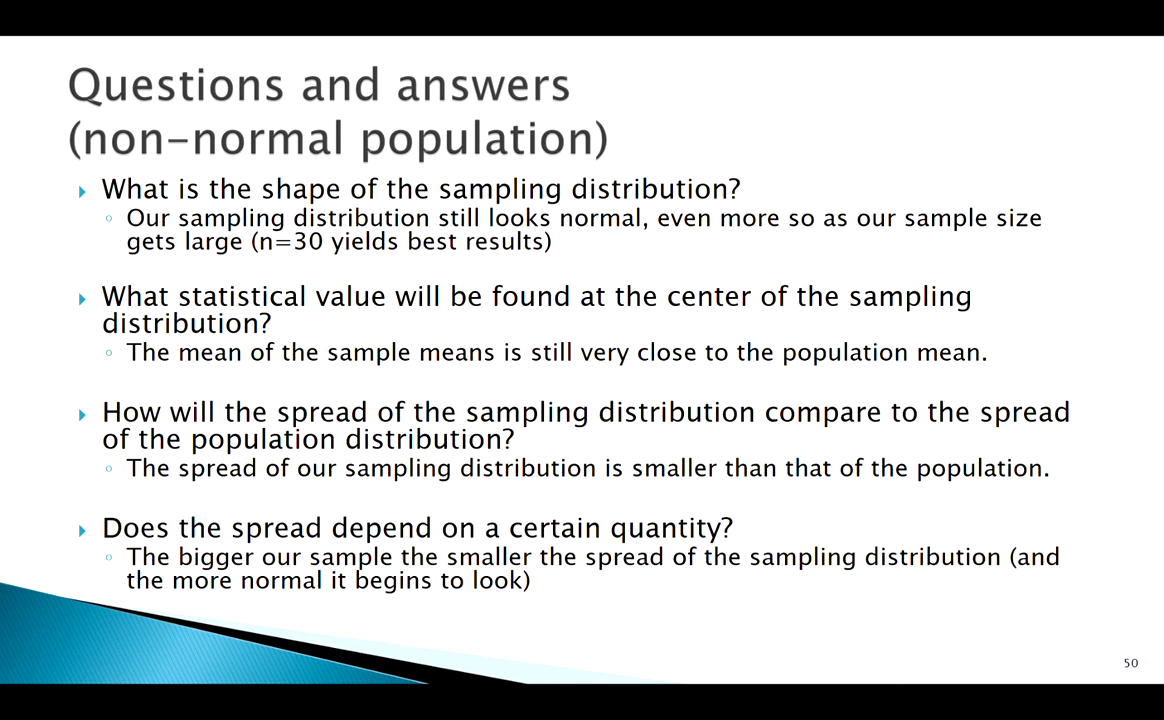 Questions and answers
(non-normal population)
What is the shape of the sampling distribution?
Our sampling distribution still looks normal, even more so as our sample size
gets large (n=30 yields best results)
What statistical value will be found at the center of the sampling
distribution?
The mean of the sample means is still very close to the population mean.
How will the spread of the sampling distribution compare to the spread
of the population distribution?
The spread of our sampling distribution is smaller than that of the population.
Does the spread depend on a certain quantity?
The bigger our sample the smaller the spread of the sampling distribution (and
the more normal it begins to look)
50